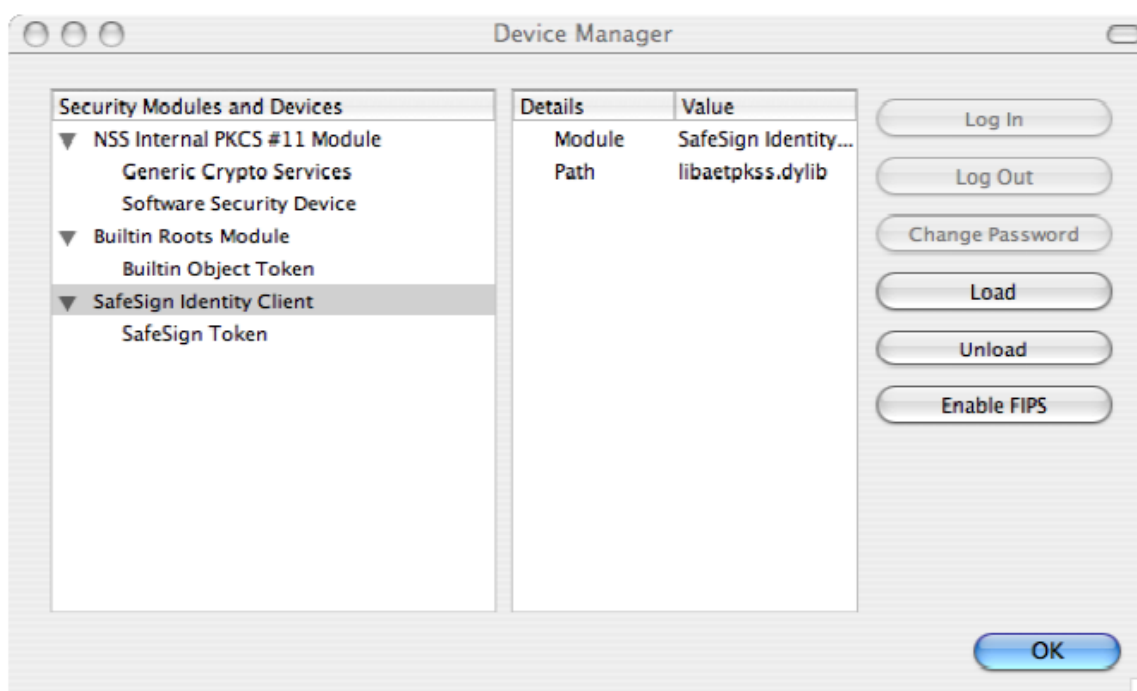 Device Manager
Security Modules and Devices
NSS Internal PKCS #11 Module
Generic Crypto Services
Software Security Device
Builtin Roots Module
Builtin Object Token
SafeSign Identity Client
SafeSign Token
Details Value
Module SafeSign Identity...
Path libaetpkss.dylib
Log In
Log Out
Change Password
Load
Unload
Enable FIPS
OK